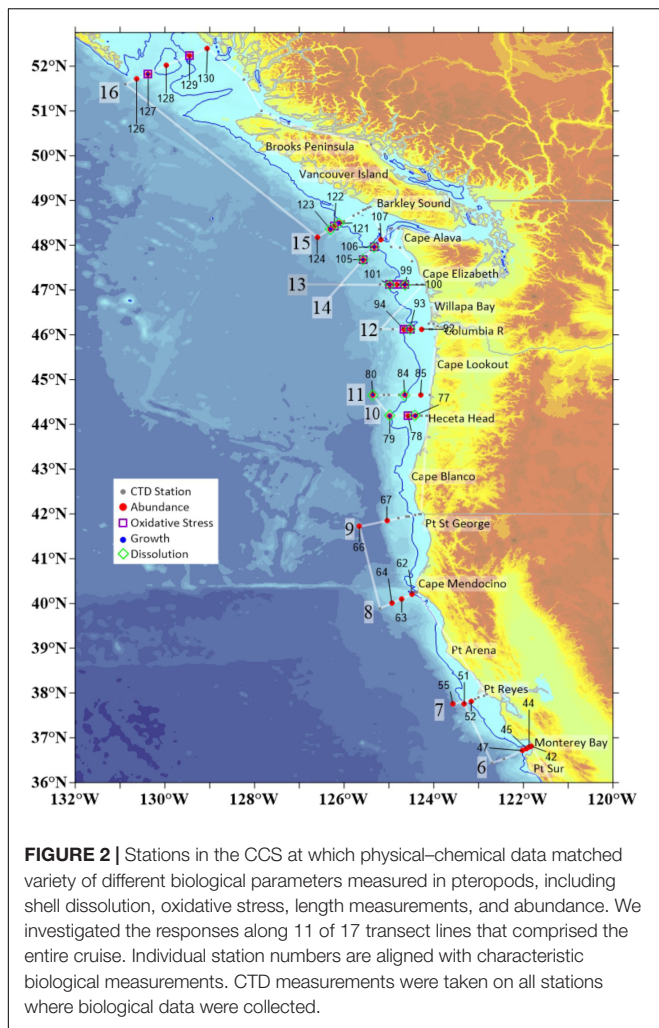 52°N
51°N
50°N
49°N
48°N
47°N
46°N
45°N
44°N
43°N
42°N
41°N
40°N
39°N
38°N
37°N
36°N
132°W
130°W
128°W
126°W
124°W
122°W
120°W
16
126
127
128
129
130
Brooks Peninsula
Vancouver Island
Barkley Sound
122
123
121
107
15
124
106
105
Cape Alava
101
99
Cape Elizabeth
13
100
14
Willapa Bay
94
93
12
92
Columbia R
Cape Lookout
80
84
85
11
77
10
Heceta Head
79
78
Cape Blanco
67
9
66
Pt St George
62
64
Cape Mendocino
8
63
Pt Arena
55
51
Pt Reyes
7
52
44
45
47
Monterey Bay
42
6
Pt Sur
CTD Station
Abundance
Oxidative Stress
Growth
Dissolution
FIGURE 2 | Stations in the CCS at which physical–chemical data matched
variety of different biological parameters measured in pteropods, including
shell dissolution, oxidative stress, length measurements, and abundance. We
investigated the responses along 11 of 17 transect lines that comprised the
entire cruise. Individual station numbers are aligned with characteristic
biological measurements. CTD measurements were taken on all stations
where biological data were collected.